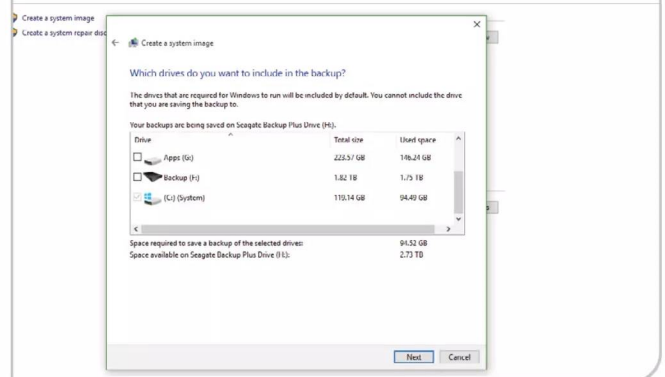 Create a system image
Create a system repair disc
Create a system image
Which drives do you want to include in the backup?
The drives that are required for Windows to run will be included by default. You cannot include the drive
that you are saving the backup to.
Your backups are being saved on Seagate Backup Plus Drive (H:).
Drive Total size Used space
Apps (G:) 223.57 GB 146.24 GB
Backup (F:) 1.82 TB 1.75 TB
(C:) (System) 119.14 GB 94.49 GB
Space required to save a backup of the selected drives: 94.52 GB
Space available on Seagate Backup Plus Drive (H:): 2.73 TB
Next Cancel